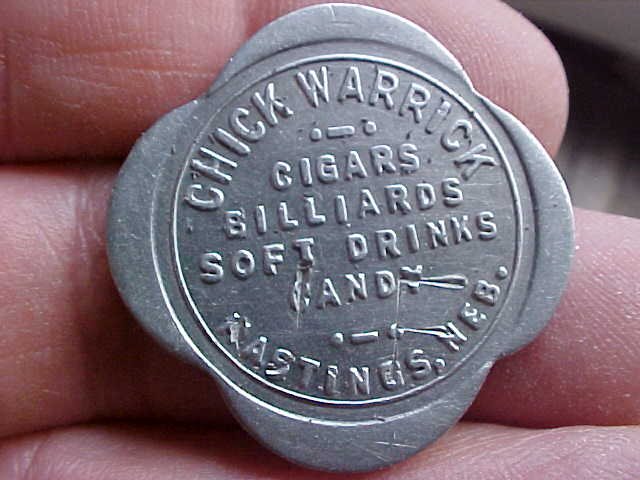 CHICK WARRICK
CIGARS
BILLIARDS
SOFT DRINKS
CANDY
HASTINGS, NEB.